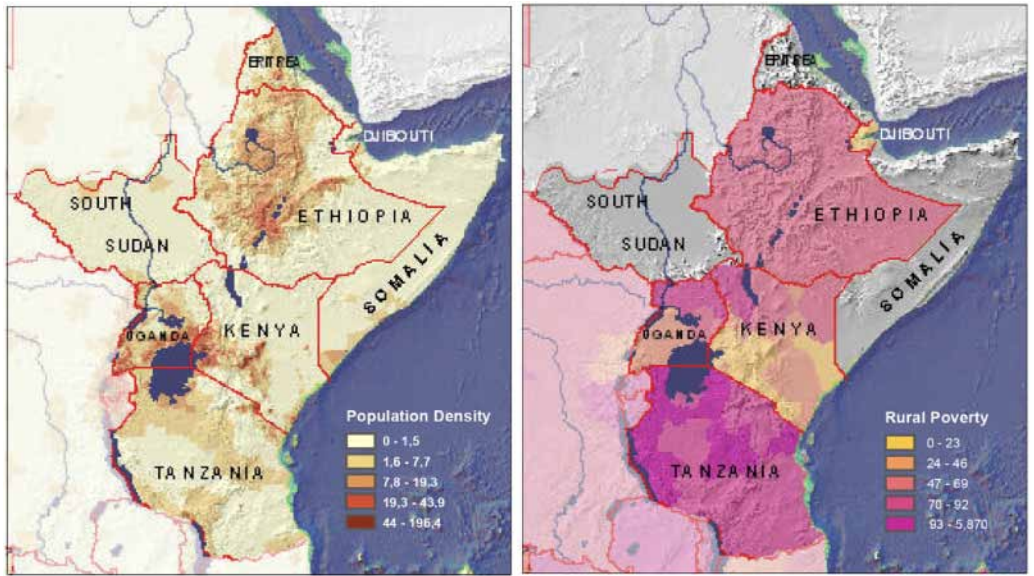 ERITREA
DJIBOUTI
SOUTH
SUDAN
ETHIOPIA
SOMALIA
UGANDA
KENYA
TANZANIA
Population Density
0 - 1,5
1,6 - 7,7
7,8 - 19,3
19,3 - 43,9
44 - 196,4
ERITREA
DJIBOUTI
SOUTH
SUDAN
ETHIOPIA
SOMALIA
UGANDA
KENYA
TANZANIA
Rural Poverty
0 - 23
24 - 46
47 - 69
70 - 92
93 - 5,870